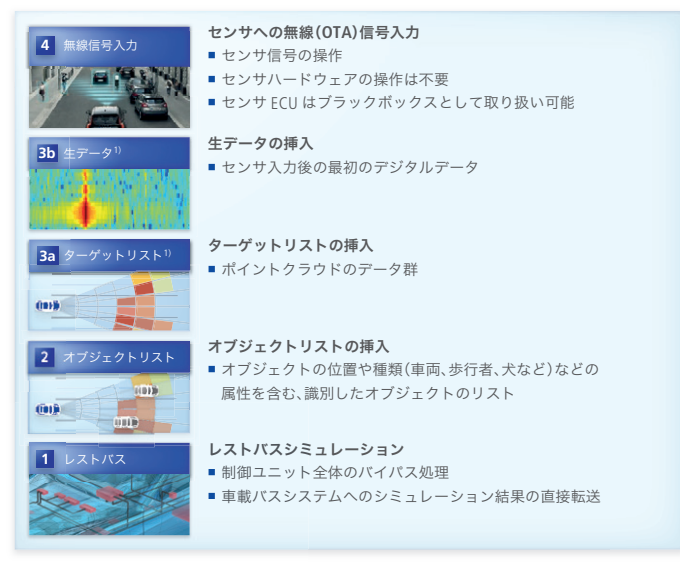 4 無線信号入力
センサへの無線(OTA)信号入力
■ センサ信号の操作
■ センサハードウェアの操作は不要
■ センサ ECU はブラックボックスとして取り扱い可能
3b 生データ1)
生データの挿入
■ センサ入力後の最初のデジタルデータ
3a ターゲットリスト1)
ターゲットリストの挿入
■ ポイントクラウドのデータ群
2 オブジェクトリスト
オブジェクトリストの挿入
■ オブジェクトの位置や種類(車両、歩行者、犬など)などの
属性を含む、識別したオブジェクトのリスト
1 レストバス
レストバスシミュレーション
■ 制御ユニット全体のバイパス処理
■ 車載バスシステムへのシミュレーション結果の直接転送